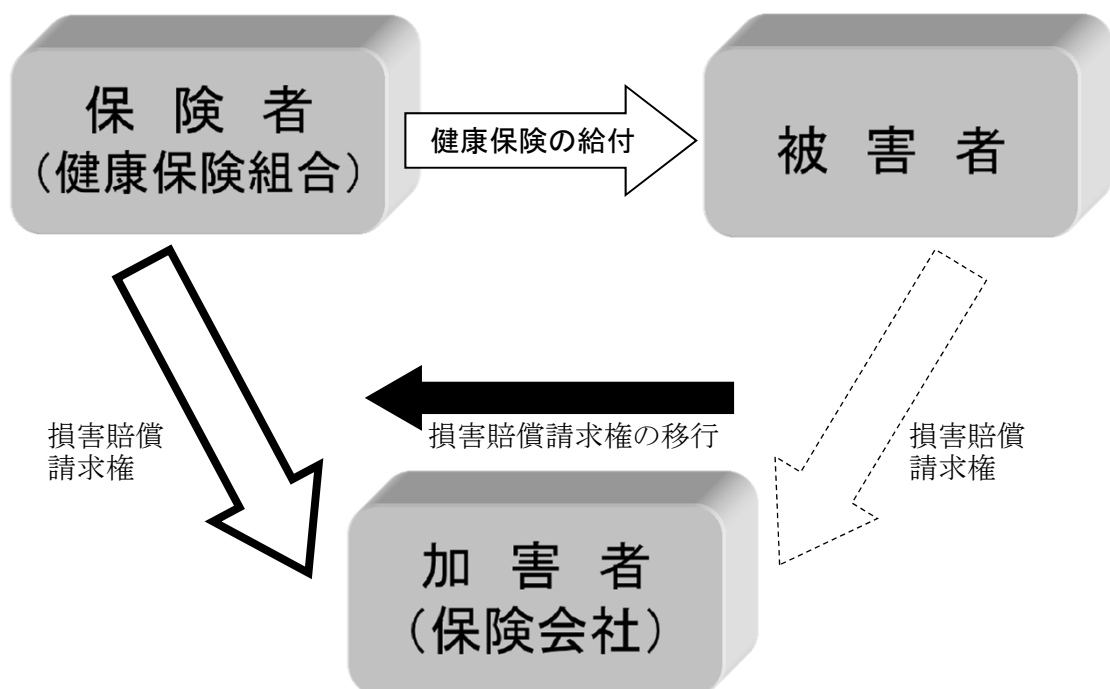 保 険 者
（健康保険組合）
健康保険の給付
被 害 者
損害賠償
請求権
損害賠償請求権の移行
損害賠償
請求権
加 害 者
（保険会社）